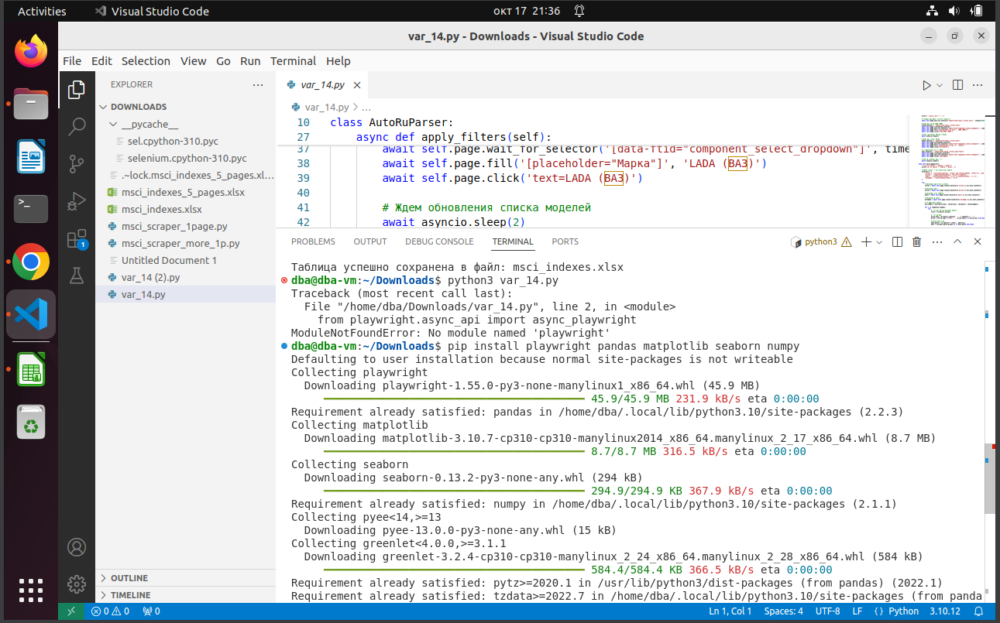 Activities
Visual Studio Code
окт 17 21:36
var_14.py - Downloads - Visual Studio Code
File Edit Selection View Go Run Terminal Help
EXPLORER
DOWNLOADS
__pycache__
sel.cpython-310.pyc
selenium.cpython-310.pyc
.~lock.msci_indexes_5_pages.xl...
msci_indexes_5_pages.xlsx
msci_indexes.xlsx
msci_scraper_1page.py
msci_scraper_more_1p.py
Untitled Document 1
var_14 (2).py
var_14.py
OUTLINE
TIMELINE
1
var_14.py
var_14.py > ...
10 class AutoRuParser:
27 async def apply_filters(self):
37 await self.page.wait_for_selector('[data-ftid="component_select_dropdown"]', time
38 await self.page.fill('[placeholder="Марка"]', 'LADA (ВАЗ)')
39 await self.page.click('text=LADA (ВАЗ)')
40
41 # Ждем обновления списка моделей
42 await asyncio.sleep(2)
PROBLEMS OUTPUT DEBUG CONSOLE TERMINAL PORTS
python3
Таблица успешно сохранена в файл: msci_indexes.xlsx
dba@dba-vm:~/Downloads$ python3 var_14.py
Traceback (most recent call last):
File "/home/dba/Downloads/var_14.py", line 2, in <module>
from playwright.async_api import async_playwright
ModuleNotFoundError: No module named 'playwright'
dba@dba-vm:~/Downloads$ pip install playwright pandas matplotlib seaborn numpy
Defaulting to user installation because normal site-packages is not writeable
Collecting playwright
Downloading playwright-1.55.0-py3-none-manylinux1_x86_64.whl (45.9 MB)
45.9/45.9 MB 231.9 kB/s eta 0:00:00
Requirement already satisfied: pandas in /home/dba/.local/lib/python3.10/site-packages (2.2.3)
Collecting matplotlib
Downloading matplotlib-3.10.7-cp310-cp310-manylinux2014_x86_64.manylinux_2_17_x86_64.whl (8.7 MB)
8.7/8.7 MB 316.5 kB/s eta 0:00:00
Collecting seaborn
Downloading seaborn-0.13.2-py3-none-any.whl (294 kB)
294.9/294.9 KB 367.9 kB/s eta 0:00:00
Requirement already satisfied: numpy in /home/dba/.local/lib/python3.10/site-packages (2.1.1)
Collecting pyee<14,>=13
Downloading pyee-13.0.0-py3-none-any.whl (15 kB)
Collecting greenlet<4.0.0,>=3.1.1
Downloading greenlet-3.2.4-cp310-cp310-manylinux_2_24_x86_64.manylinux_2_28_x86_64.whl (584 kB)
584.4/584.4 KB 366.5 kB/s eta 0:00:00
Requirement already satisfied: pytz>=2020.1 in /usr/lib/python3/dist-packages (from pandas) (2022.1)
Requirement already satisfied: tzdata>=2022.7 in /home/dba/.local/lib/python3.10/site-packages (from panda
0 0 0
Ln 1, Col 1 Spaces: 4 UTF-8 LF {} Python 3.10.12